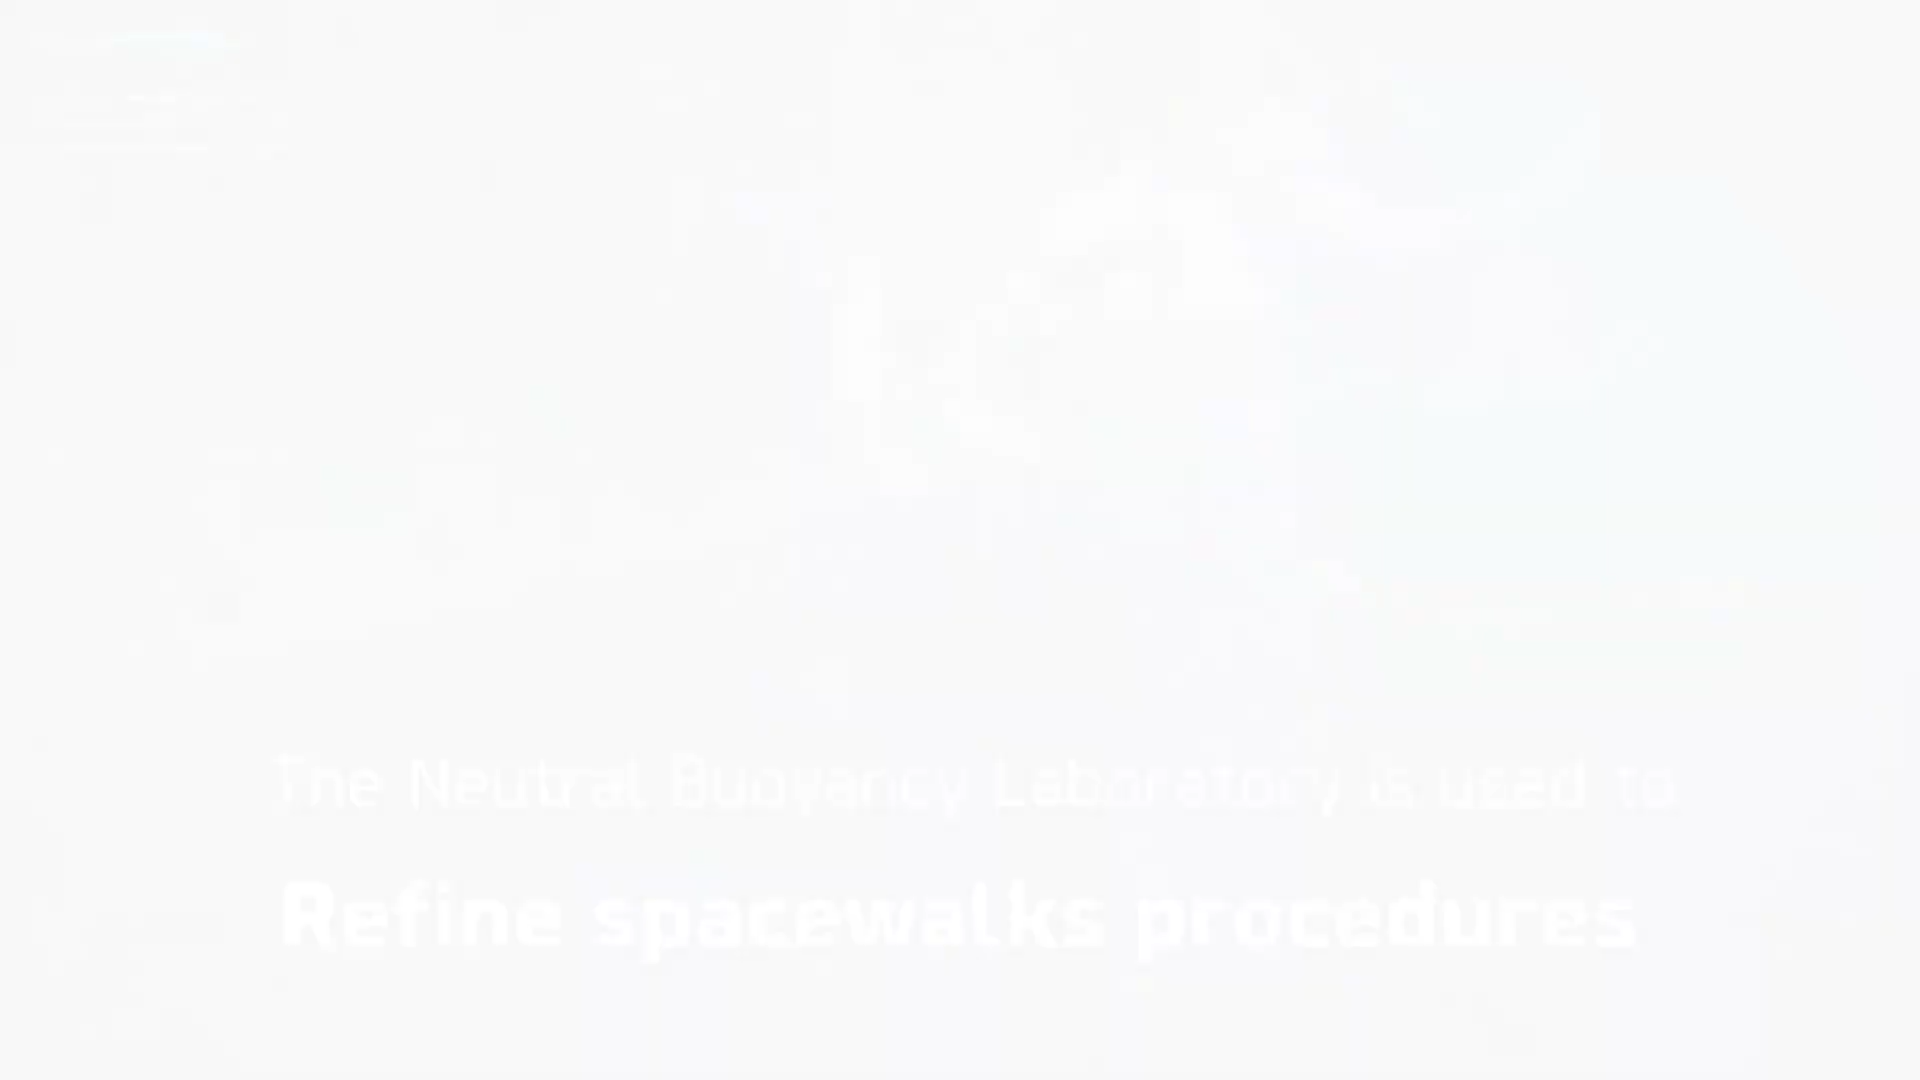 The Neutral Buoyancy Laboratory is used to
Refine spacewalks procedures